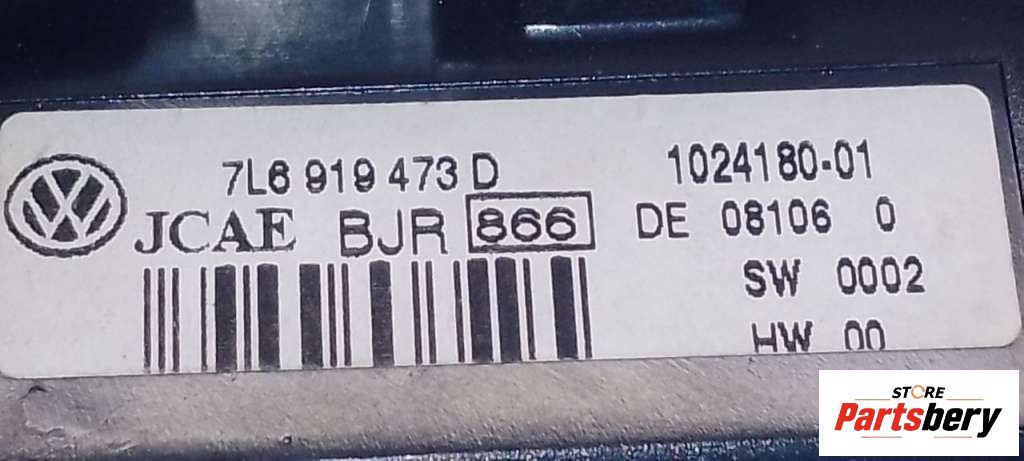 7L6 919 473 D
1024180-01
JCAE BJR 866
DE 08106 0
SW 0002
HW 00
STORE
Partsbery